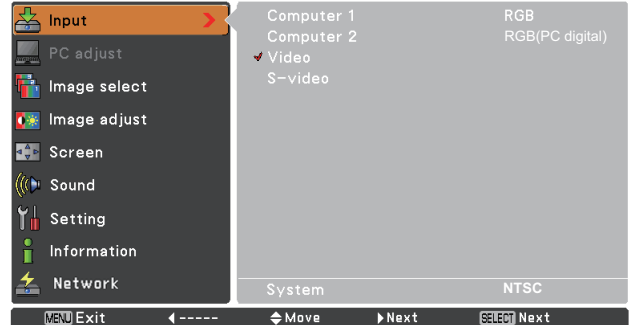 Input
PC adjust
Image select
Image adjust
Screen
Sound
Setting
Information
Network
Computer 1 RGB
Computer 2 RGB(PC digital)
Video
S-video
System NTSC
MENU Exit ----- Move Next SELECT Next